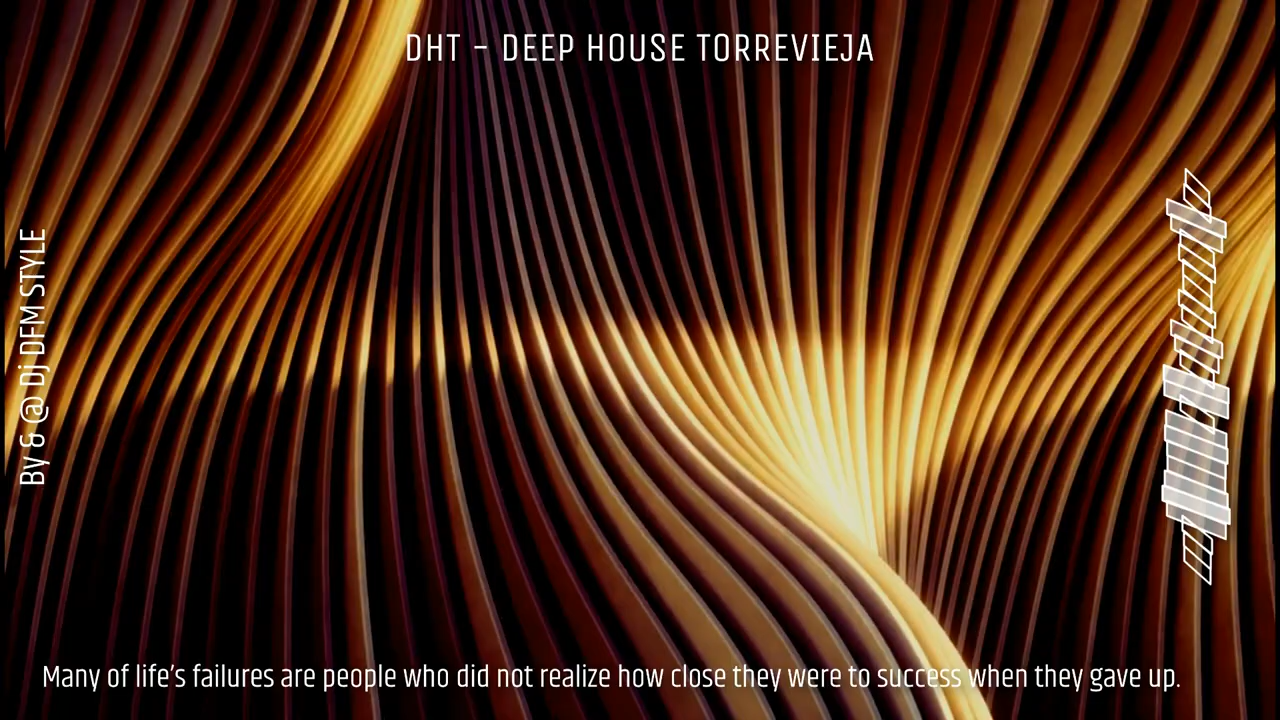 DHT - DEEP HOUSE TORREVIEJA
By & @ Dj DFM STYLE
Many of life’s failures are people who did not realize how close they were to success when they gave up.